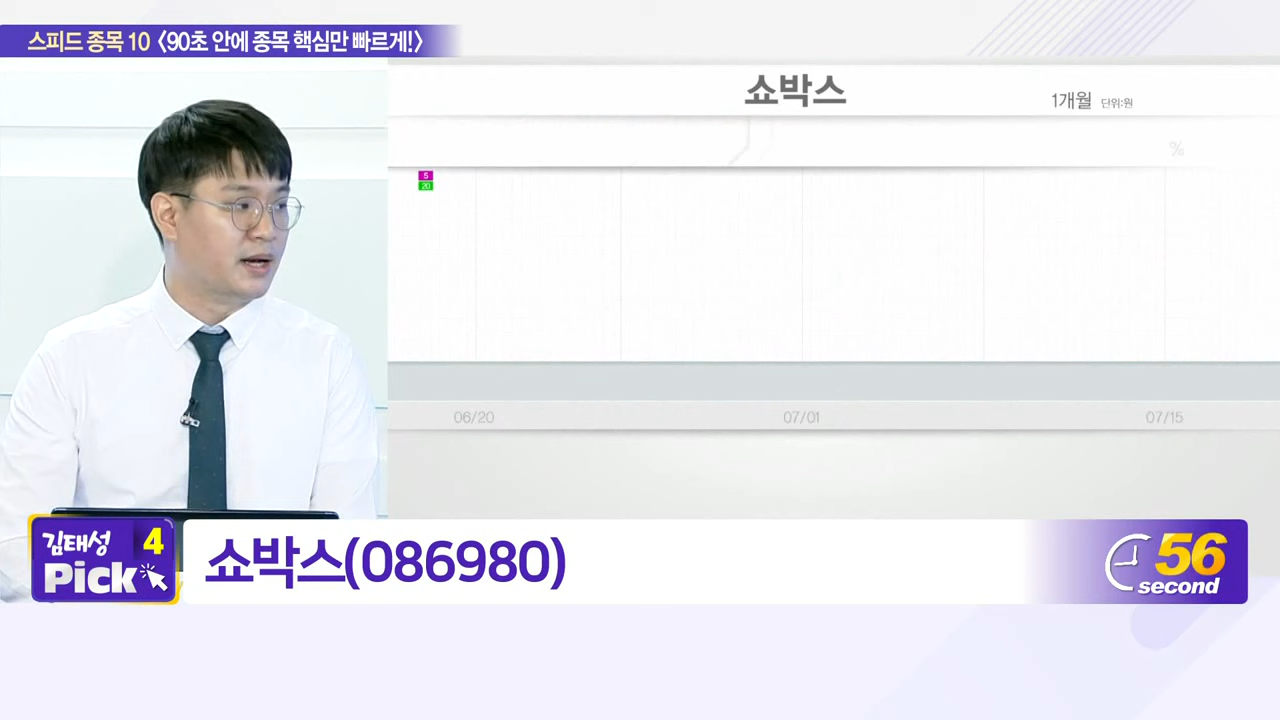 스피드 종목 10 <90초 안에 종목 핵심만 빠르게!>
쇼박스
1개월 단위:원
%
5
20
06/20 07/01 07/15
김태성 4
Pick
쇼박스(086980)
56
second